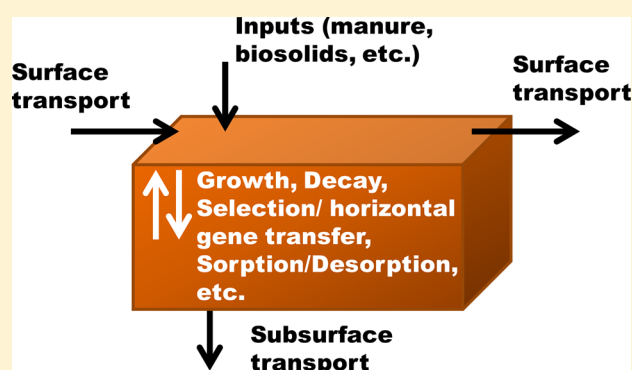 Inputs (manure,
biosolids, etc.)
Surface
transport
Surface
transport
Growth, Decay,
Selection/ horizontal
gene transfer,
Sorption/Desorption,
etc.
Subsurface
transport